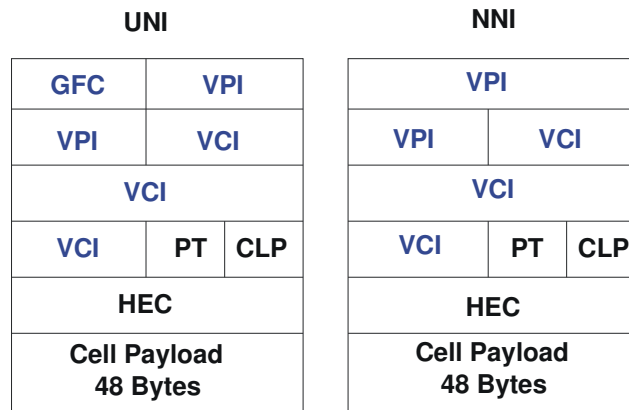 UNI
NNI
GFC VPI
VPI VCI
VCI
VCI PT CLP
HEC
Cell Payload
48 Bytes
VPI
VPI VCI
VCI
VCI PT CLP
HEC
Cell Payload
48 Bytes